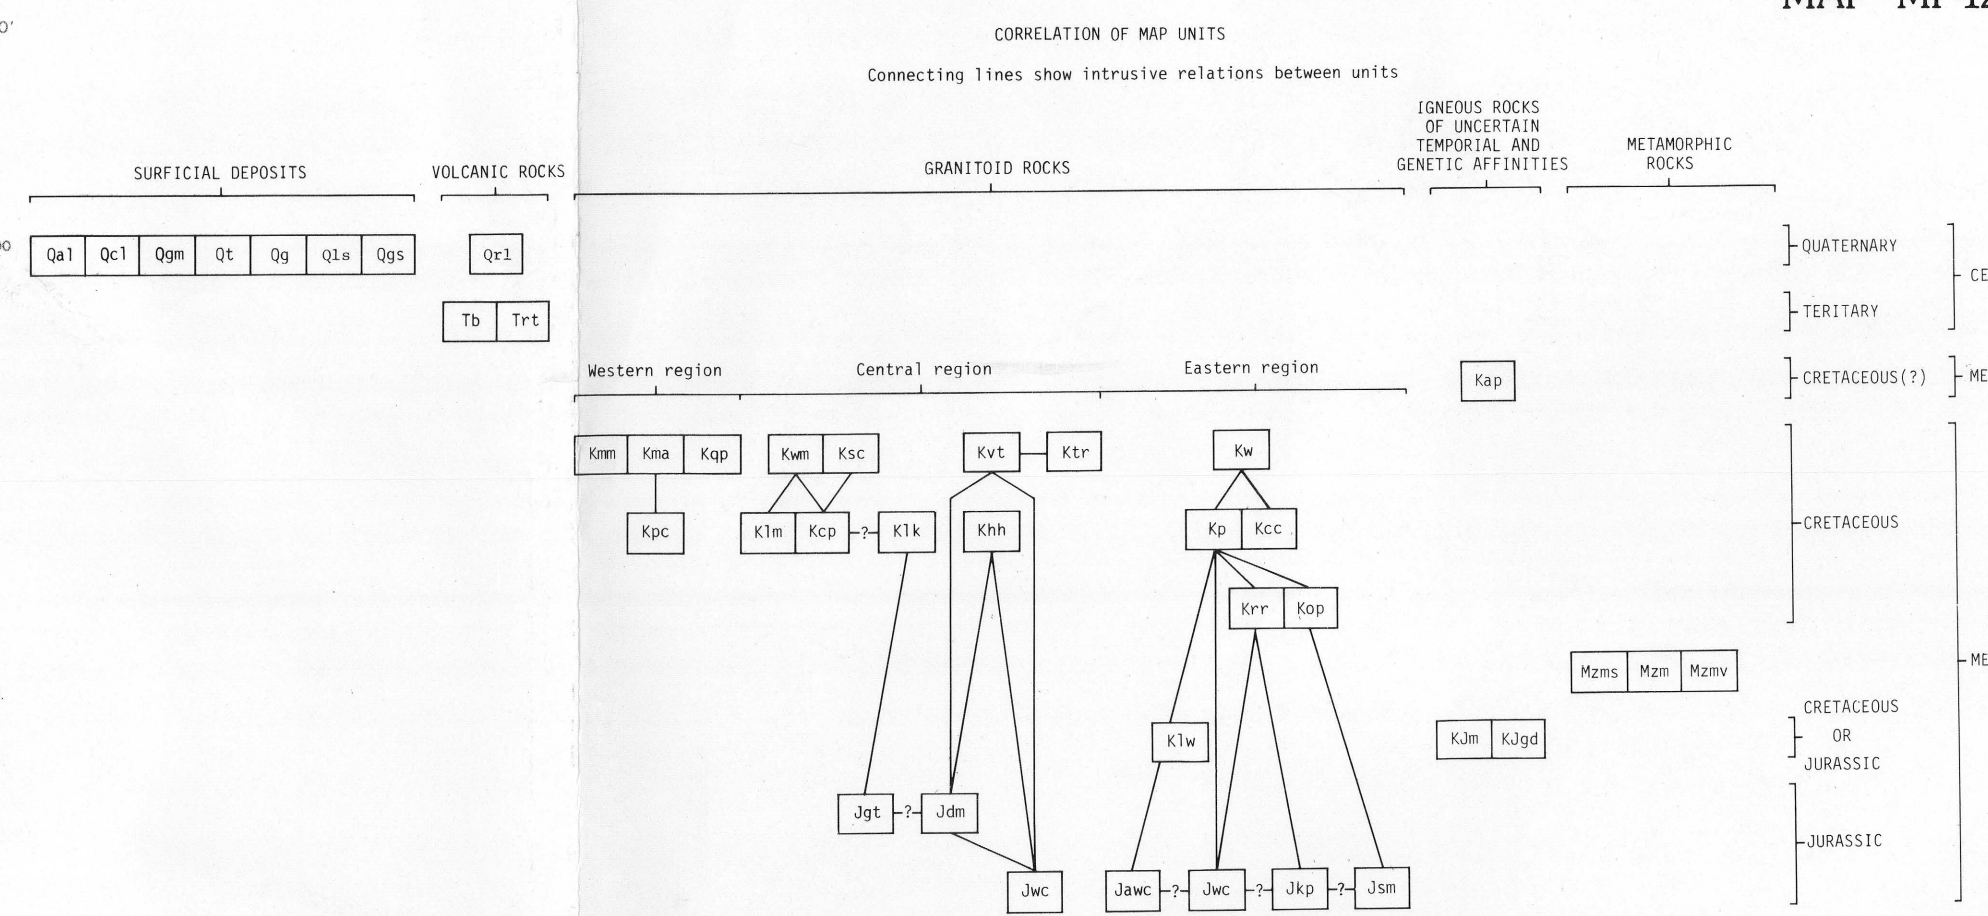 0'
CORRELATION OF MAP UNITS
Connecting lines show intrusive relations between units
SURFICIAL DEPOSITS
VOLCANIC ROCKS
GRANITOID ROCKS
IGNEOUS ROCKS
OF UNCERTAIN
TEMPORIAL AND
GENETIC AFFINITIES
METAMORPHIC
ROCKS
Qal Qcl Qgm Qt Qg Qls Qgs
Qrl
QUATERNARY
Tb Trt
TERITARY
Western region
Central region
Eastern region
Kap
CRETACEOUS(?)
Kmm Kma Kqp
Kwm Ksc
Kvt Ktr
Kw
Kpc
Klm Kcp -?- Klk
Khh
Kp Kcc
CRETACEOUS
Krr Kop
Mzms Mzm Mzmv
Klw
KJm KJgd
CRETACEOUS
OR
JURASSIC
Jgt -?- Jdm
JURASSIC
Jwc
Jawc -?- Jwc -?- Jkp -?- Jsm